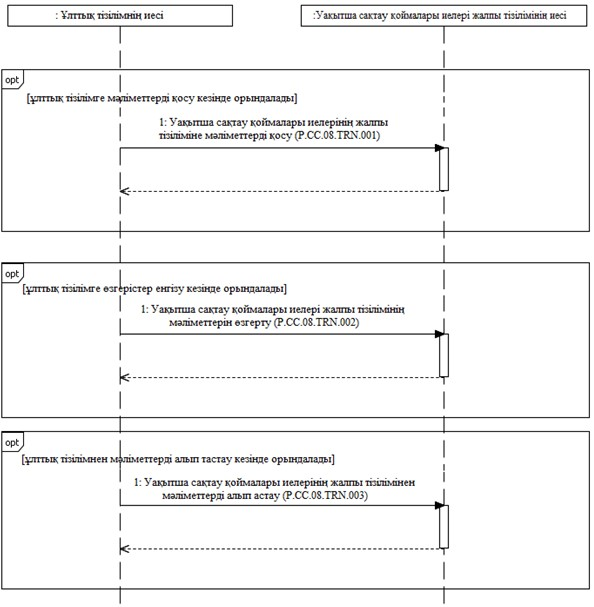 : Ұлттық тізілімнің иесі
:Уакытша сақтау қоймалары иелері жалпы тізілімінің иесі
opt
[ұлттық тізілімге мәліметтерді қосу кезінде орындалады]
1: Уақытша сақтау қоймалары иелерінің жалпы
тізіліміне мәліметтерді қосу (P.CC.08.TRN.001)
opt
[ұлттық тізілімге өзгерістер енгізу кезінде орындалады]
1: Уақытша сақтау қоймалары иелері жалпы тізілімінің
мәліметтерін өзгерту (P.CC.08.TRN.002)
opt
[ұлттық тізілімнен мәліметтерді алып тастау кезінде орындалады]
1: Уақытша сақтау қоймалары иелерінің жалпы тізілімінен
мәліметтерді алып астау (P.CC.08.TRN.003)